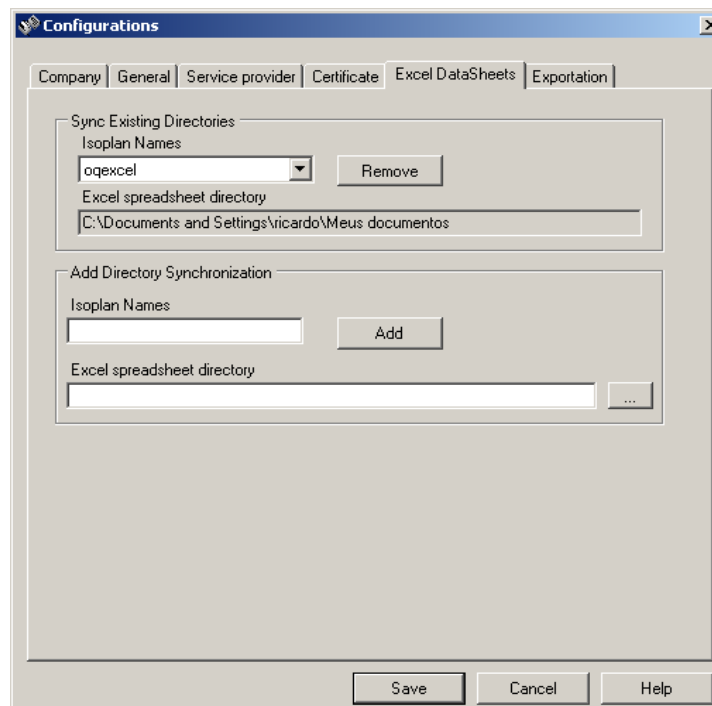 Configurations
Company General Service provider Certificate Excel DataSheets Exportation
Sync Existing Directories
Isoplan Names
oqexcel Remove
Excel spreadsheet directory
C:\Documents and Settings\ricardo\Meus documentos
Add Directory Synchronization
Isoplan Names
Add
Excel spreadsheet directory
...
Save Cancel Help